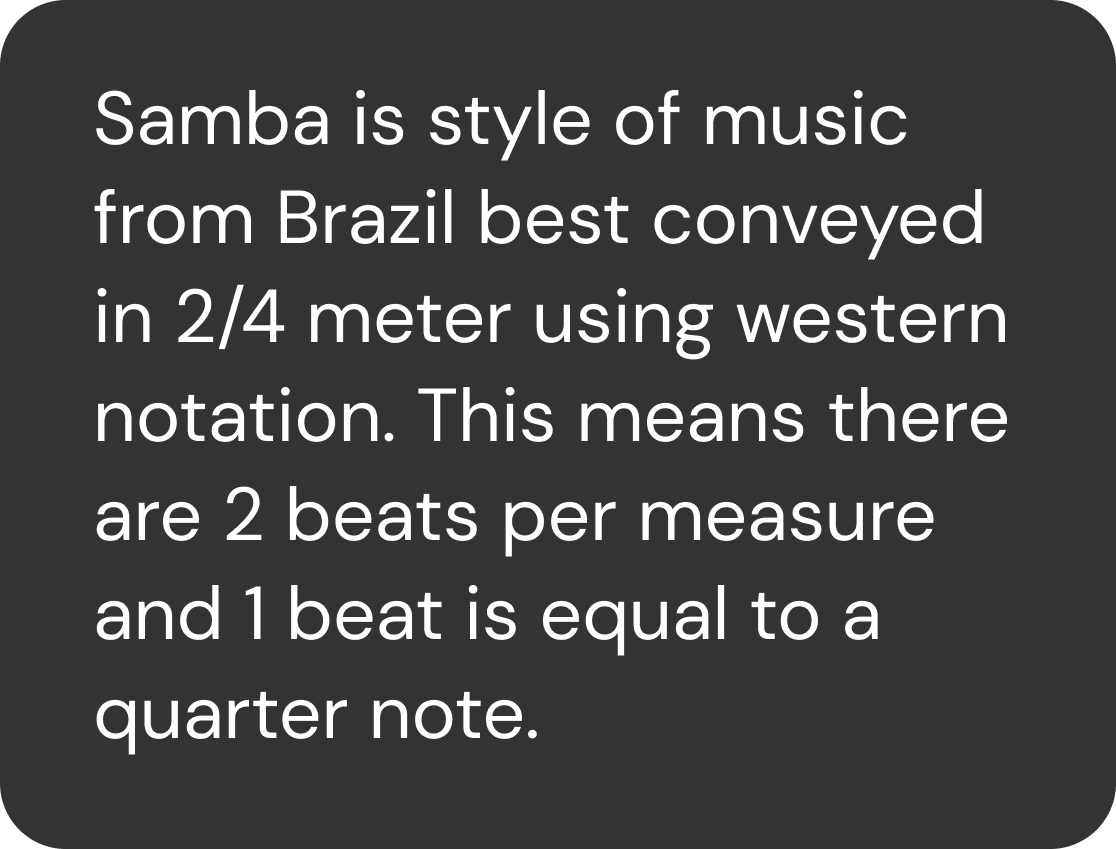 Samba is style of music
from Brazil best conveyed
in 2/4 meter using western
notation. This means there
are 2 beats per measure
and 1 beat is equal to a
quarter note.